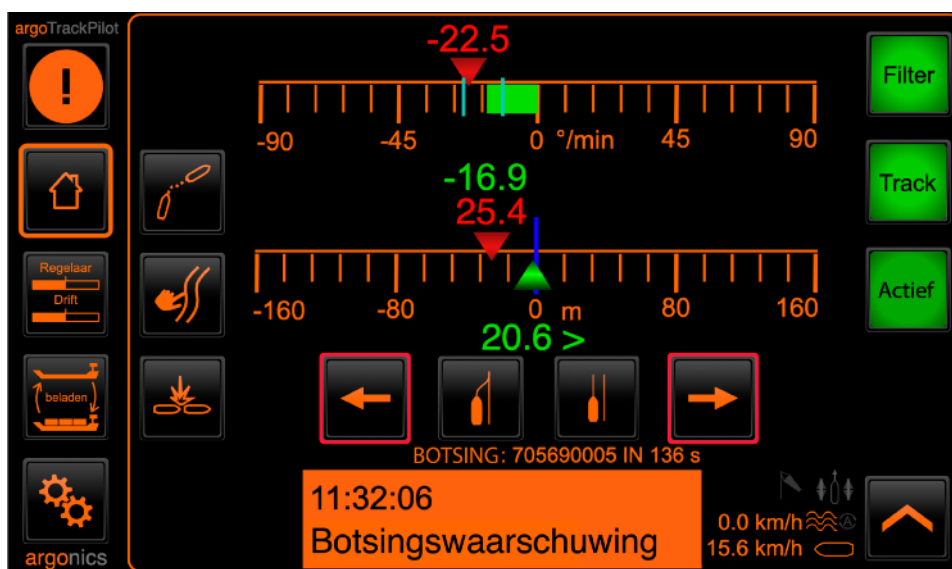 argoTrackPilot
!
Regelaar
Drift
beladen
argonics
-22.5
-90 -45 0 °/min 45 90
-16.9
25.4
-160 -80 0 m 80 160
20.6 >
BOTSING: 705690005 IN 136 s
11:32:06
Botsingswaarschuwing
A
0.0 km/h
15.6 km/h
Filter
Track
Actief